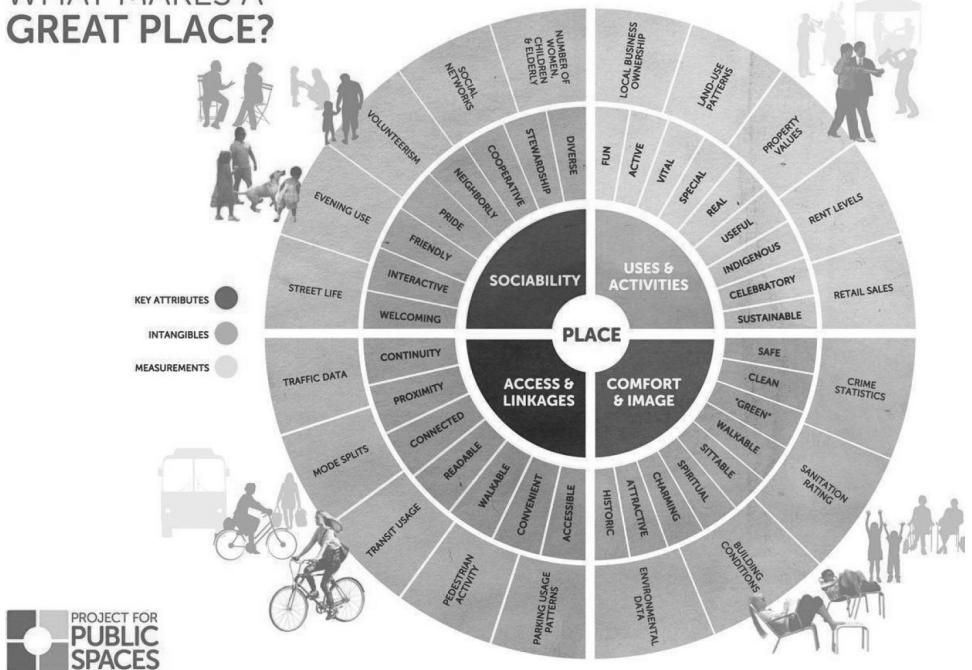 WHAT MAKES A
GREAT PLACE?
KEY ATTRIBUTES
INTANGIBLES
MEASUREMENTS
PLACE
SOCIABILITY
USES &
ACTIVITIES
ACCESS &
LINKAGES
COMFORT
& IMAGE
WELCOMING
INTERACTIVE
FRIENDLY
PRIDE
NEIGHBORLY
COOPERATIVE
STEWARDSHIP
DIVERSE
STREET LIFE
EVENING USE
VOLUNTEERISM
SOCIAL
NETWORKS
NUMBER OF
WOMEN,
CHILDREN
& ELDERLY
FUN
ACTIVE
VITAL
SPECIAL
REAL
USEFUL
INDIGENOUS
CELEBRATORY
SUSTAINABLE
LOCAL BUSINESS
OWNERSHIP
LAND-USE
PATTERNS
PROPERTY
VALUES
RENT LEVELS
RETAIL SALES
SAFE
CLEAN
"GREEN"
WALKABLE
SITTABLE
SPIRITUAL
CHARMING
ATTRACTIVE
HISTORIC
CRIME
STATISTICS
SANITATION
RATING
BUILDING
CONDITIONS
ENVIRONMENTAL
DATA
CONTINUITY
PROXIMITY
CONNECTED
READABLE
WALKABLE
CONVENIENT
ACCESSIBLE
TRAFFIC DATA
MODE SPLITS
TRANSIT USAGE
PEDESTRIAN
ACTIVITY
PARKING USAGE
PATTERNS
PROJECT FOR
PUBLIC
SPACES